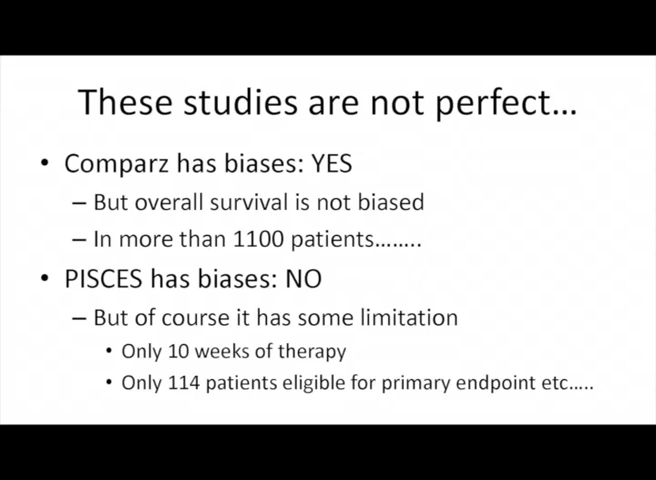 These studies are not perfect…
• Comparz has biases: YES
– But overall survival is not biased
– In more than 1100 patients……..
• PISCES has biases: NO
– But of course it has some limitation
• Only 10 weeks of therapy
• Only 114 patients eligible for primary endpoint etc…..